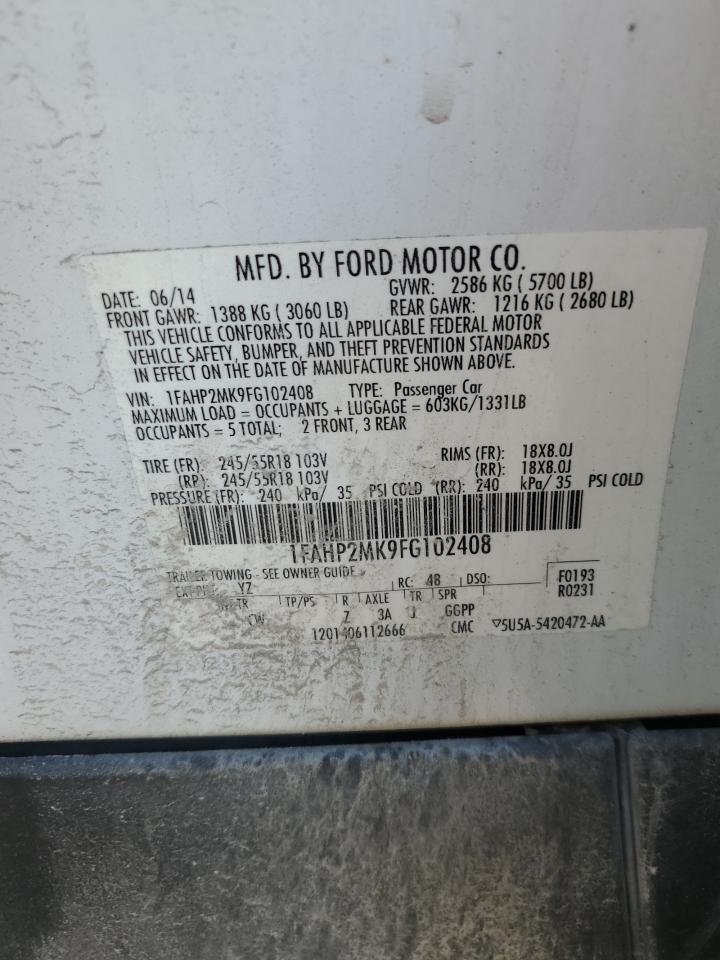 MFD. BY FORD MOTOR CO.
DATE: 06/14 GVWR: 2586 KG ( 5700 LB)
FRONT GAWR: 1388 KG ( 3060 LB) REAR GAWR: 1216 KG ( 2680 LB)
THIS VEHICLE CONFORMS TO ALL APPLICABLE FEDERAL MOTOR
VEHICLE SAFETY, BUMPER, AND THEFT PREVENTION STANDARDS
IN EFFECT ON THE DATE OF MANUFACTURE SHOWN ABOVE.
VIN: 1FAHP2MK9FG102408 TYPE: Passenger Car
MAXIMUM LOAD = OCCUPANTS + LUGGAGE = 603KG/1331LB
OCCUPANTS = 5 TOTAL; 2 FRONT, 3 REAR
TIRE (FR): 245/55R18 103V RIMS (FR): 18X8.0J
(RR): 245/55R18 103V (RR): 18X8.0J
PRESSURE (FR): 240 kPa/ 35 PSI COLD (RR): 240 kPa/ 35 PSI COLD
1FAHP2MK9FG102408
TRAILER TOWING - SEE OWNER GUIDE
YZ RC: 48 DSO: F0193
R0231
TR TP/PS R AXLE TR SPR
CW Z 3A J GGPP
1201406112666 CMC ▽5U5A-5420472-AA